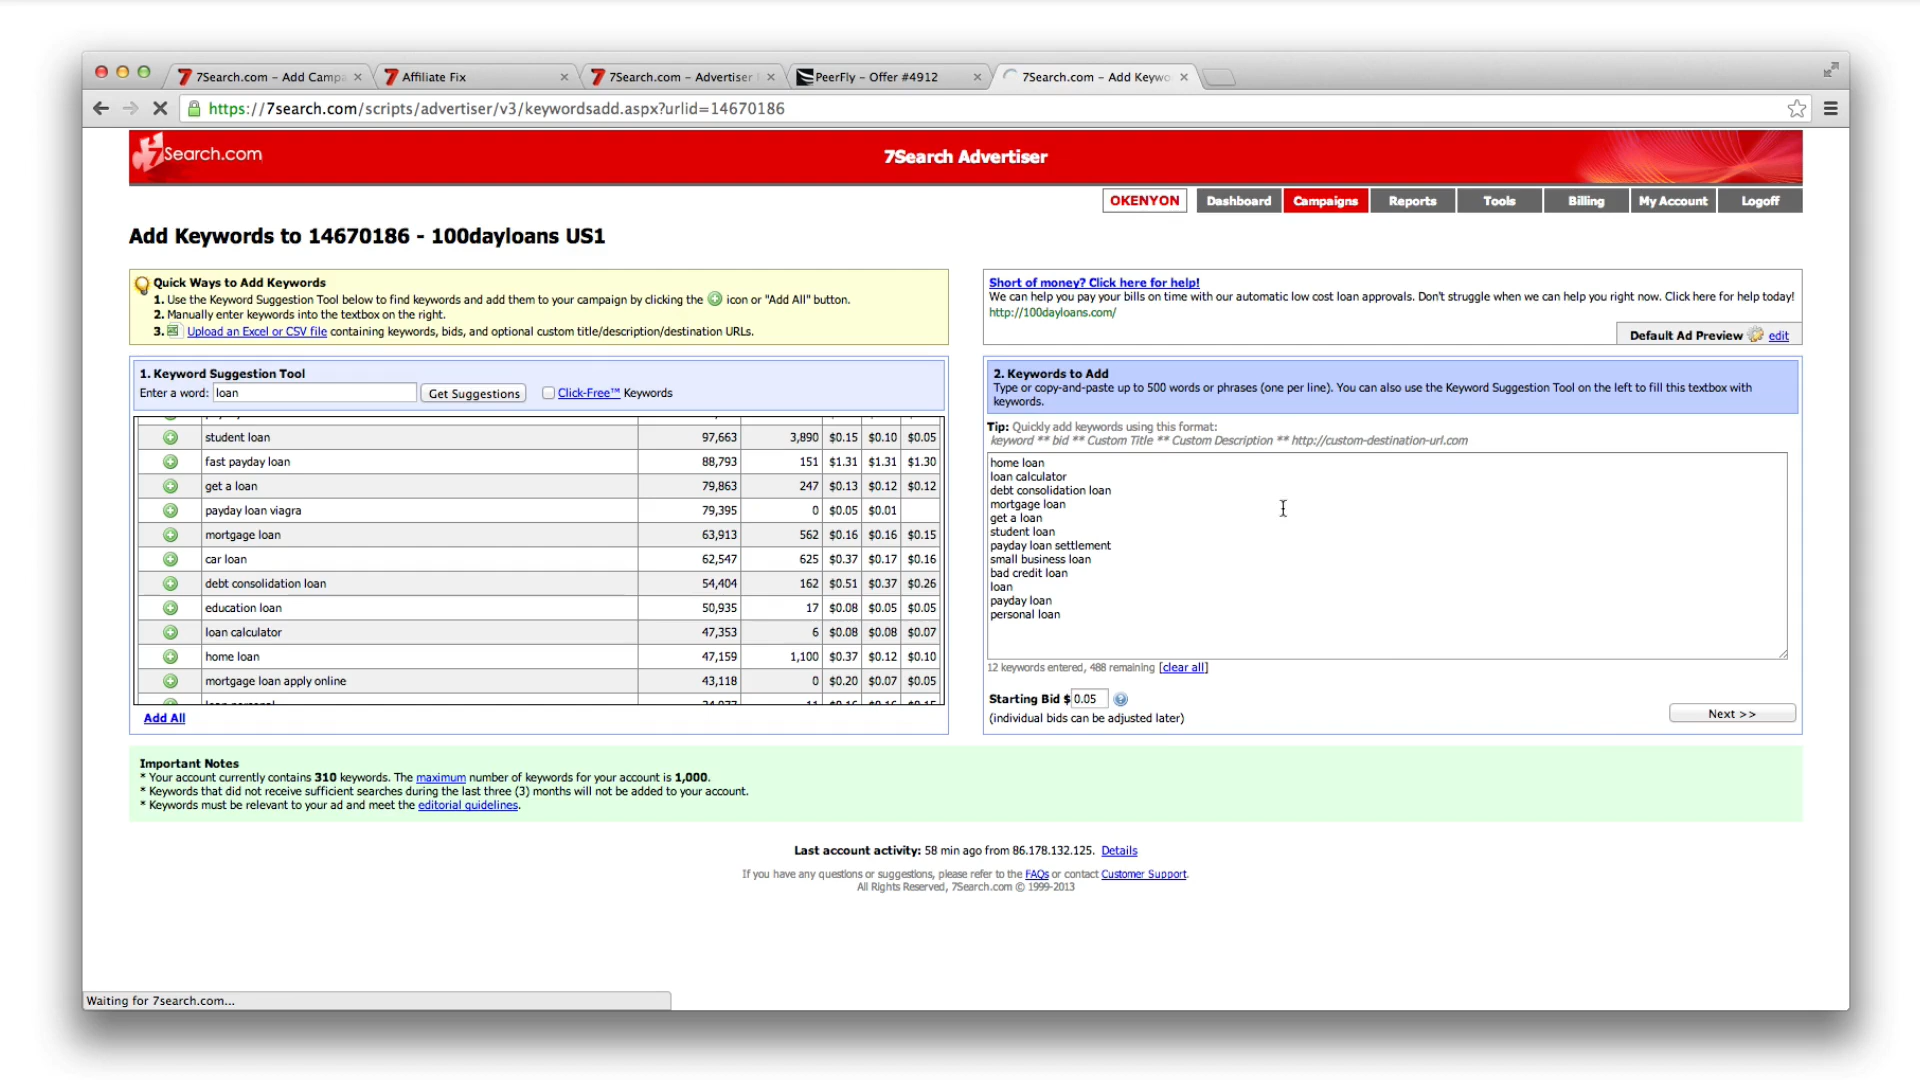 7Search.com - Add Campa
Affiliate Fix
7Search.com - Advertiser
PeerFly - Offer #4912
7Search.com - Add Keywo
https://7search.com/scripts/advertiser/v3/keywordsadd.aspx?urlid=14670186
7Search.com
7Search Advertiser
OKENYON
Dashboard
Campaigns
Reports
Tools
Billing
My Account
Logoff
Add Keywords to 14670186 - 100dayloans US1
Quick Ways to Add Keywords
1. Use the Keyword Suggestion Tool below to find keywords and add them to your campaign by clicking the icon or "Add All" button.
2. Manually enter keywords into the textbox on the right.
3. Upload an Excel or CSV file containing keywords, bids, and optional custom title/description/destination URLs.
Short of money? Click here for help!
We can help you pay your bills on time with our automatic low cost loan approvals. Don't struggle when we can help you right now. Click here for help today!
http://100dayloans.com/
Default Ad Preview edit
1. Keyword Suggestion Tool
Enter a word: loan Get Suggestions Click-Free™ Keywords
student loan 97,663 3,890 $0.15 $0.10 $0.05
fast payday loan 88,793 151 $1.31 $1.31 $1.30
get a loan 79,863 247 $0.13 $0.12 $0.12
payday loan viagra 79,395 0 $0.05 $0.01
mortgage loan 63,913 562 $0.16 $0.16 $0.15
car loan 62,547 625 $0.37 $0.17 $0.16
debt consolidation loan 54,404 162 $0.51 $0.37 $0.26
education loan 50,935 17 $0.08 $0.05 $0.05
loan calculator 47,353 6 $0.08 $0.08 $0.07
home loan 47,159 1,100 $0.37 $0.12 $0.10
mortgage loan apply online 43,118 0 $0.20 $0.07 $0.05
Add All
2. Keywords to Add
Type or copy-and-paste up to 500 words or phrases (one per line). You can also use the Keyword Suggestion Tool on the left to fill this textbox with
keywords.
Tip: Quickly add keywords using this format:
keyword ** bid ** Custom Title ** Custom Description ** http://custom-destination-url.com
home loan
loan calculator
debt consolidation loan
mortgage loan
get a loan
student loan
payday loan settlement
small business loan
bad credit loan
loan
payday loan
personal loan
12 keywords entered, 488 remaining [clear all]
Starting Bid $ 0.05
(individual bids can be adjusted later)
Next >>
Important Notes
* Your account currently contains 310 keywords. The maximum number of keywords for your account is 1,000.
* Keywords that did not receive sufficient searches during the last three (3) months will not be added to your account.
* Keywords must be relevant to your ad and meet the editorial guidelines.
Last account activity: 58 min ago from 86.178.132.125. Details
If you have any questions or suggestions, please refer to the FAQs or contact Customer Support.
All Rights Reserved, 7Search.com © 1999-2013
Waiting for 7search.com...